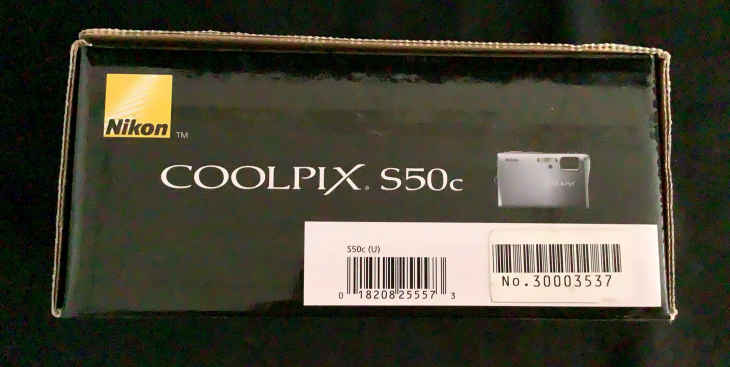 Nikon
TM
COOLPIX. S50c
S50c (U)
0 18208 25557 3
No.30003537